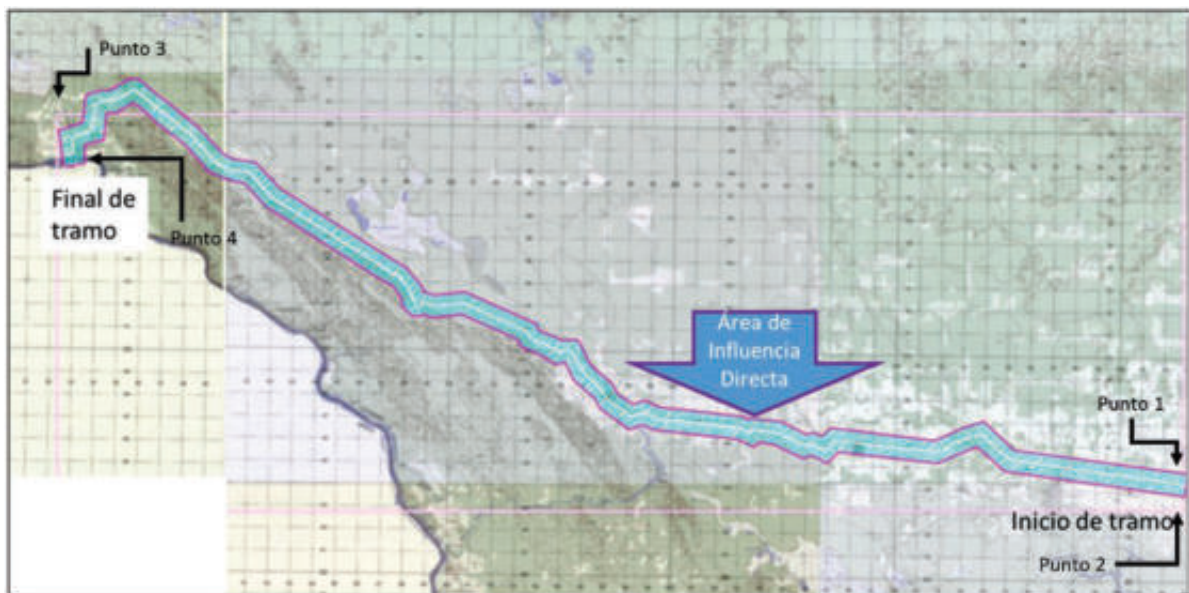 Punto 3
Final de
tramo
Punto 4
Área de
Influencia
Directa
Punto 1
Inicio de tramo
Punto 2